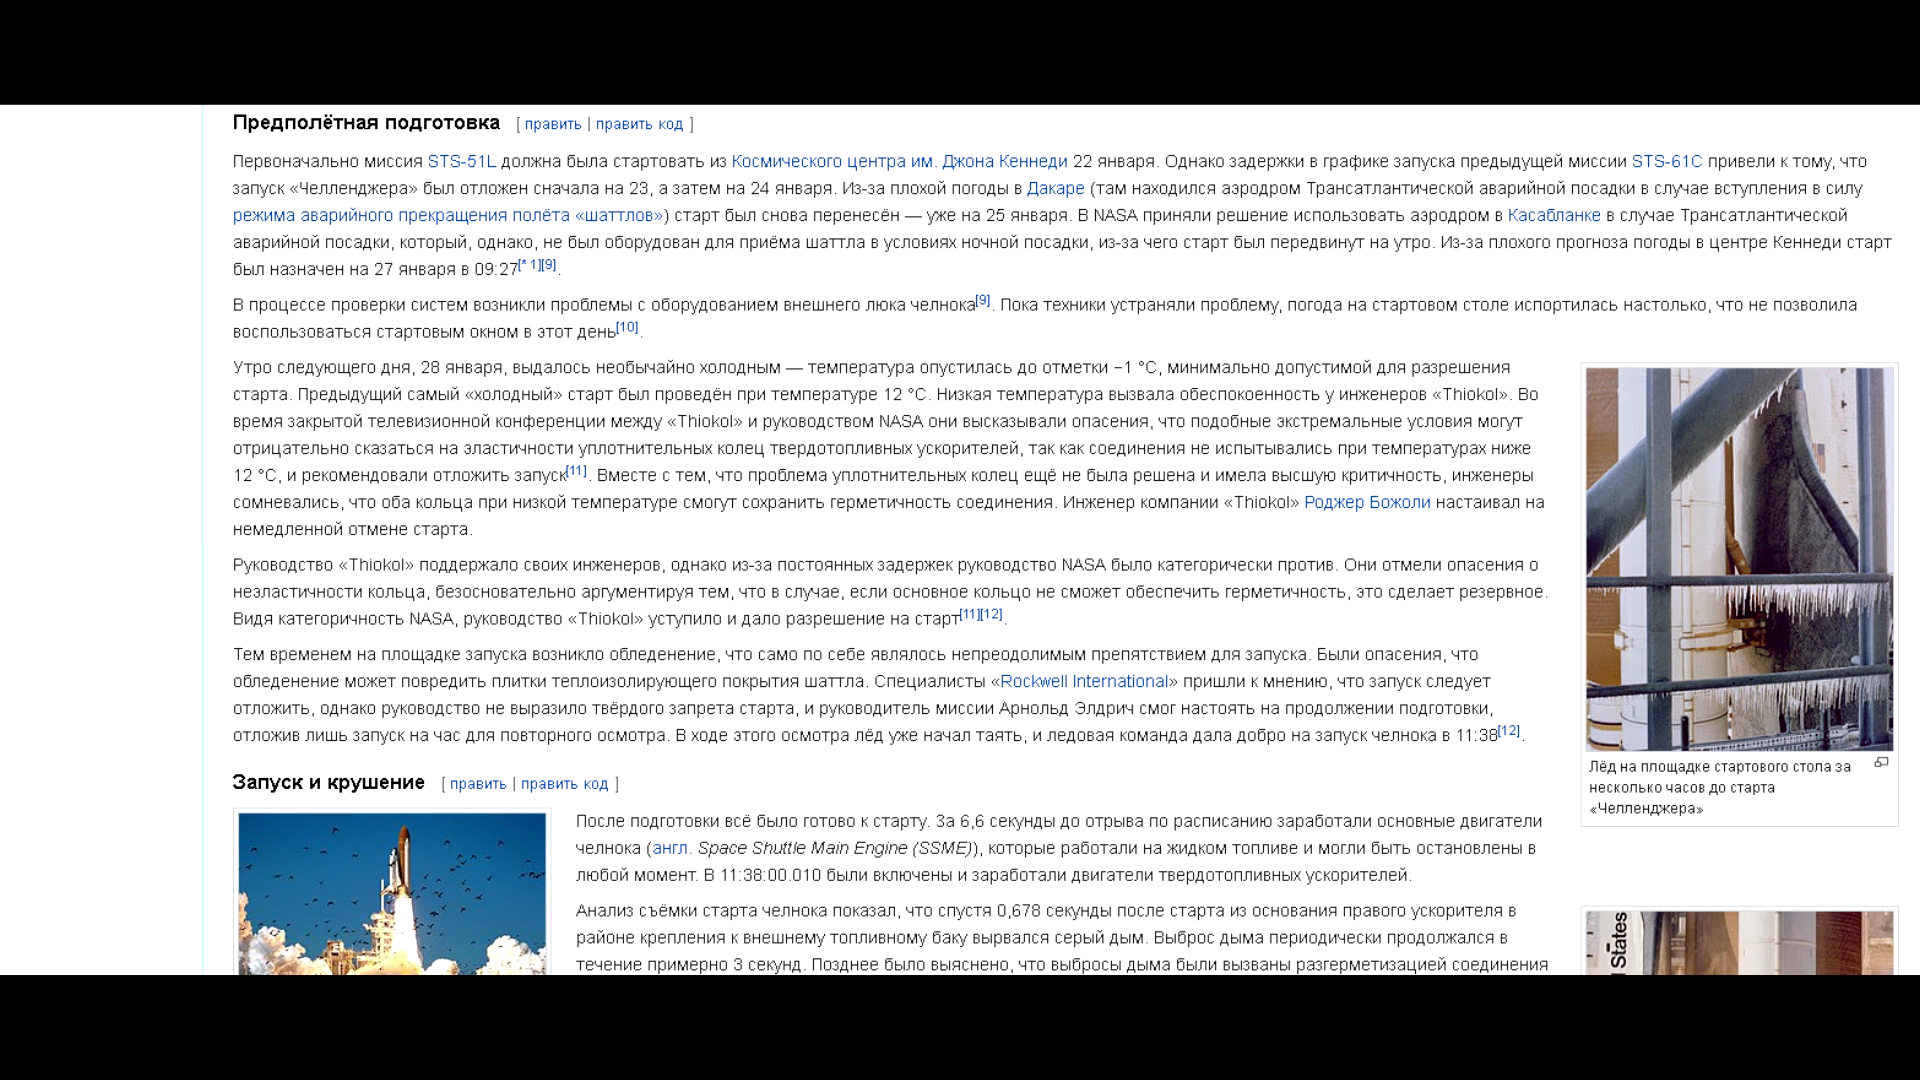 Предполётная подготовка [ править | править код ]
Первоначально миссия STS-51L должна была стартовать из Космического центра им. Джона Кеннеди 22 января. Однако задержки в графике запуска предыдущей миссии STS-61C привели к тому, что
запуск «Челленджера» был отложен сначала на 23, а затем на 24 января. Из-за плохой погоды в Дакаре (там находился аэродром Трансатлантической аварийной посадки в случае вступления в силу
режима аварийного прекращения полёта «шаттлов») старт был снова перенесён — уже на 25 января. В NASA приняли решение использовать аэродром в Касабланке в случае Трансатлантической
аварийной посадки, который, однако, не был оборудован для приёма шаттла в условиях ночной посадки, из-за чего старт был передвинут на утро. Из-за плохого прогноза погоды в центре Кеннеди старт
был назначен на 27 января в 09:27[* 1][9].
В процессе проверки систем возникли проблемы с оборудованием внешнего люка челнока[9]. Пока техники устраняли проблему, погода на стартовом столе испортилась настолько, что не позволила
воспользоваться стартовым окном в этот день[10].
Утро следующего дня, 28 января, выдалось необычайно холодным — температура опустилась до отметки −1 °C, минимально допустимой для разрешения
старта. Предыдущий самый «холодный» старт был проведён при температуре 12 °C. Низкая температура вызвала обеспокоенность у инженеров «Thiokol». Во
время закрытой телевизионной конференции между «Thiokol» и руководством NASA они высказывали опасения, что подобные экстремальные условия могут
отрицательно сказаться на эластичности уплотнительных колец твердотопливных ускорителей, так как соединения не испытывались при температурах ниже
12 °C, и рекомендовали отложить запуск[11]. Вместе с тем, что проблема уплотнительных колец ещё не была решена и имела высшую критичность, инженеры
сомневались, что оба кольца при низкой температуре смогут сохранить герметичность соединения. Инженер компании «Thiokol» Роджер Божоли настаивал на
немедленной отмене старта.
Руководство «Thiokol» поддержало своих инженеров, однако из-за постоянных задержек руководство NASA было категорически против. Они отмели опасения о
неэластичности кольца, безосновательно аргументируя тем, что в случае, если основное кольцо не сможет обеспечить герметичность, это сделает резервное.
Видя категоричность NASA, руководство «Thiokol» уступило и дало разрешение на старт[11][12].
Тем временем на площадке запуска возникло обледенение, что само по себе являлось непреодолимым препятствием для запуска. Были опасения, что
обледенение может повредить плитки теплоизолирующего покрытия шаттла. Специалисты «Rockwell International» пришли к мнению, что запуск следует
отложить, однако руководство не выразило твёрдого запрета старта, и руководитель миссии Арнольд Элдрич смог настоять на продолжении подготовки,
отложив лишь запуск на час для повторного осмотра. В ходе этого осмотра лёд уже начал таять, и ледовая команда дала добро на запуск челнока в 11:38[12].
Лёд на площадке стартового стола за
несколько часов до старта
«Челленджера»
Запуск и крушение [ править | править код ]
После подготовки всё было готово к старту. За 6,6 секунды до отрыва по расписанию заработали основные двигатели
челнока (англ. Space Shuttle Main Engine (SSME)), которые работали на жидком топливе и могли быть остановлены в
любой момент. В 11:38:00.010 были включены и заработали двигатели твердотопливных ускорителей.
Анализ съёмки старта челнока показал, что спустя 0,678 секунды после старта из основания правого ускорителя в
районе крепления к внешнему топливному баку вырвался серый дым. Выброс дыма периодически продолжался в
течение примерно 3 секунд. Позднее было выяснено, что выбросы дыма были вызваны разгерметизацией соединения
States